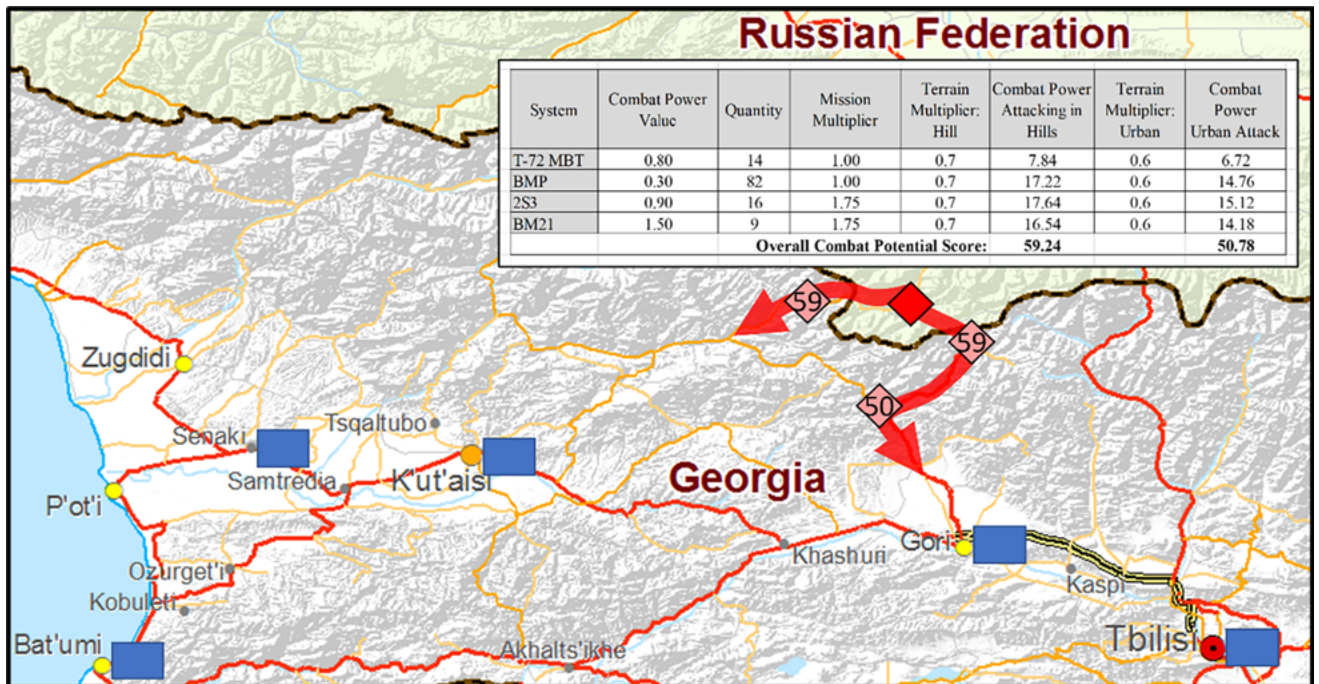 Russian Federation
System Combat Power Value Quantity Mission Multiplier Terrain Multiplier: Hill Combat Power Attacking in Hills Terrain Multiplier: Urban Combat Power Urban Attack
T-72 MBT 0.80 14 1.00 0.7 7.84 0.6 6.72
BMP 0.30 82 1.00 0.7 17.22 0.6 14.76
2S3 0.90 16 1.75 0.7 17.64 0.6 15.12
BM21 1.50 9 1.75 0.7 16.54 0.6 14.18
Overall Combat Potential Score: 59.24 50.78
59
59
Zugdidi
50
Tsqaltubo
Senaki
K'ut'aisi
Georgia
Samtredia
P'ot'i
Khashuri
Gori
Ozurget'i
Kaspi
Kobuleti
Bat'umi
Akhalts'ikhe
Tbilisi